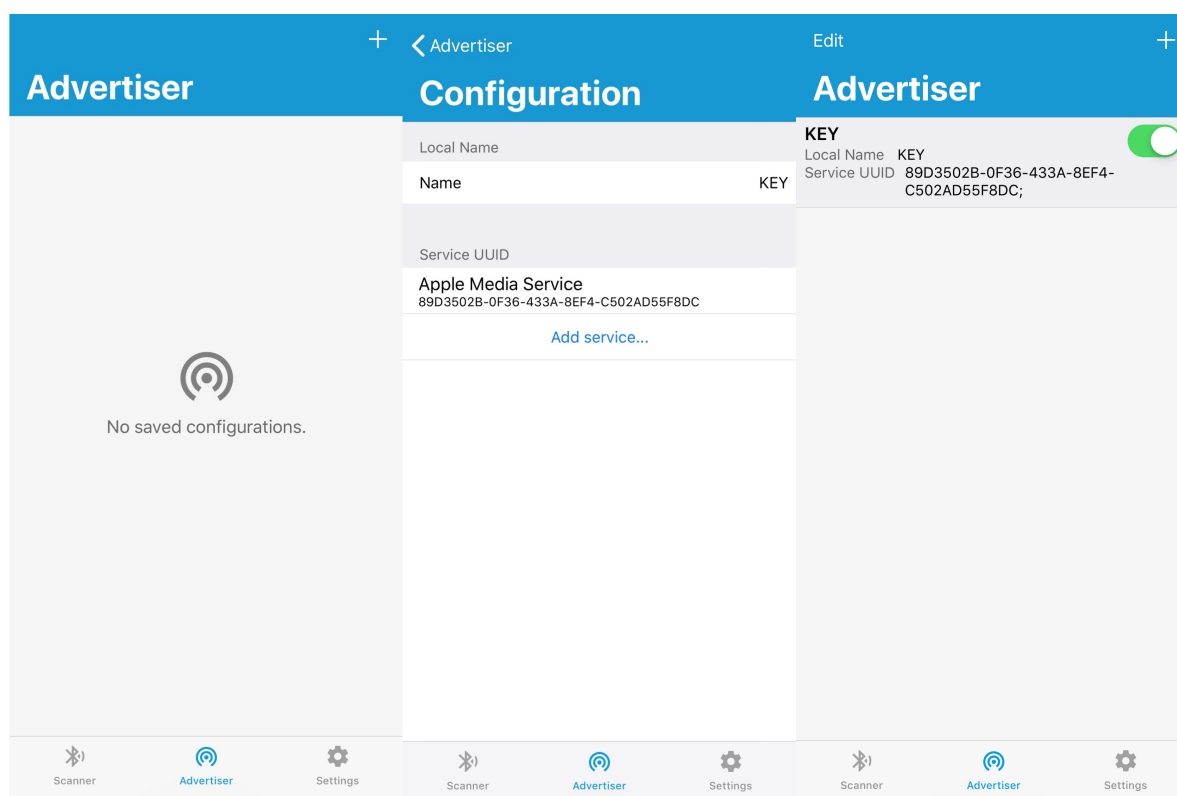 +
Advertiser
No saved configurations.
Scanner
Advertiser
Settings
Advertiser
Configuration
Local Name
Name KEY
Service UUID
Apple Media Service
89D3502B-0F36-433A-8EF4-C502AD55F8DC
Add service...
Scanner
Advertiser
Settings
Edit +
Advertiser
KEY
Local Name KEY
Service UUID 89D3502B-0F36-433A-8EF4-
C502AD55F8DC;
Scanner
Advertiser
Settings